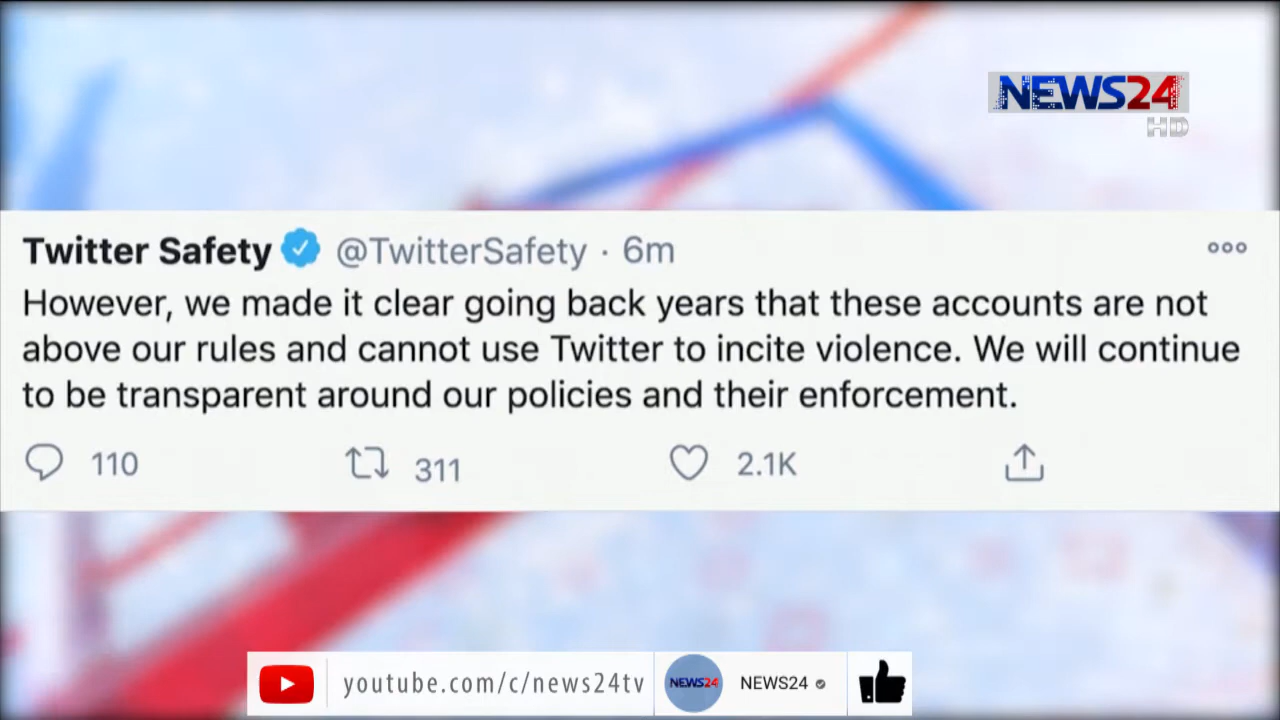 NEWS24
HD
Twitter Safety @TwitterSafety · 6m
However, we made it clear going back years that these accounts are not
above our rules and cannot use Twitter to incite violence. We will continue
to be transparent around our policies and their enforcement.
110 311 2.1K
youtube.com/c/news24tv NEWS24 NEWS24